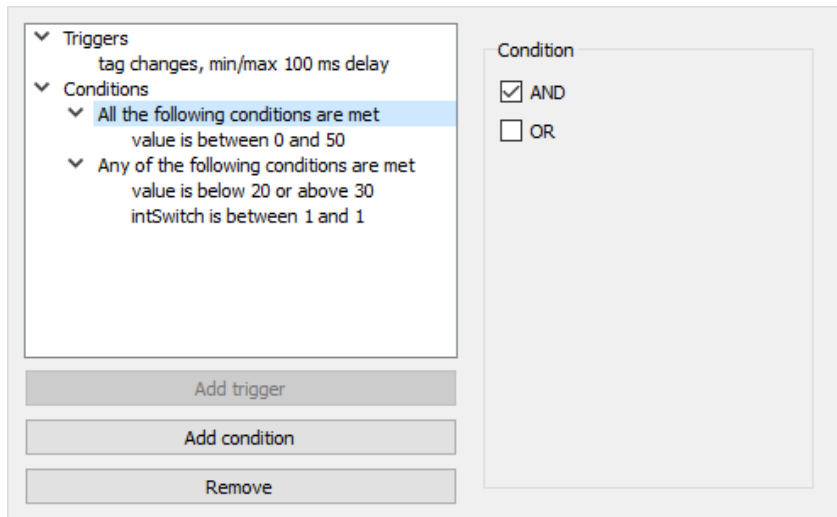 Triggers
tag changes, min/max 100 ms delay
Conditions
All the following conditions are met
value is between 0 and 50
Any of the following conditions are met
value is below 20 or above 30
intSwitch is between 1 and 1
Add trigger
Add condition
Remove
Condition
AND
OR